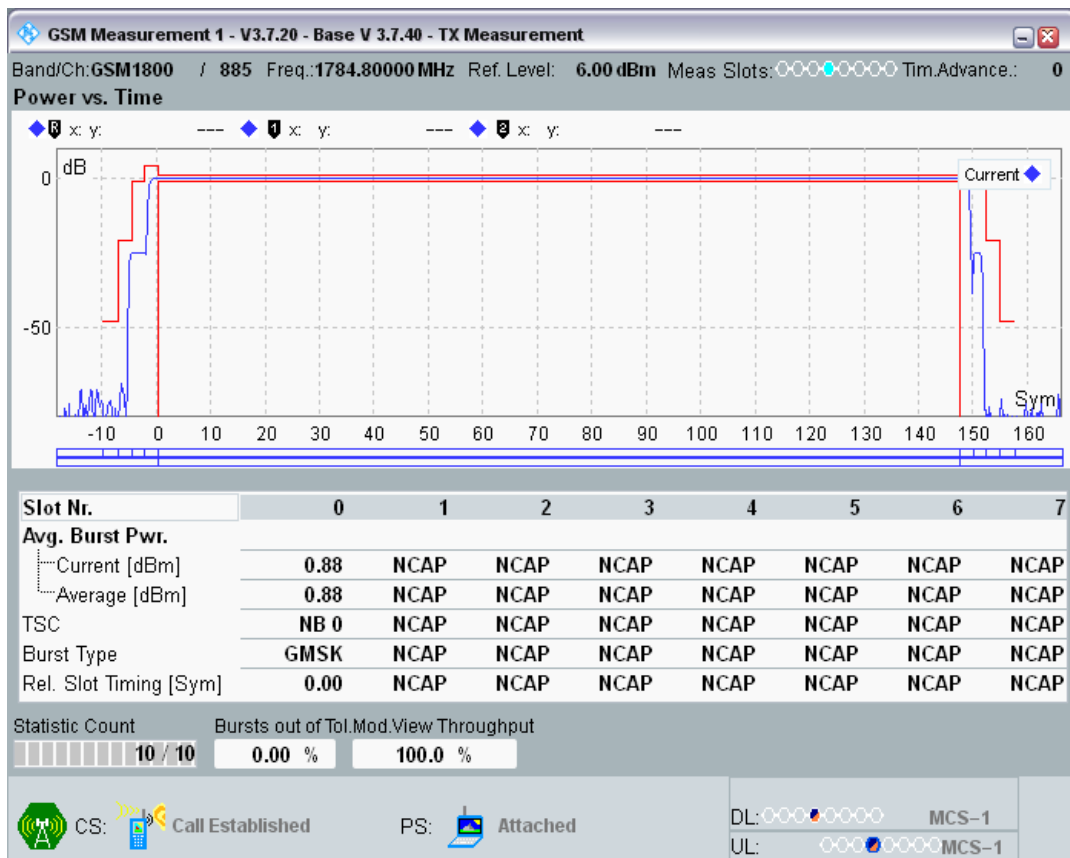 GSM Measurement 1 - V3.7.20 - Base V 3.7.40 - TX Measurement
Band/Ch: GSM1800 / 885 Freq.: 1784.80000 MHz Ref. Level: 6.00 dBm Meas Slots: Tim.Advance.: 0
Power vs. Time
R x: y: --- 1 x: y: --- 2 x: y: ---
dB
Current
0
-50
Sym
-10 0 10 20 30 40 50 60 70 80 90 100 110 120 130 140 150 160
Slot Nr. 0 1 2 3 4 5 6 7
Avg. Burst Pwr.
Current [dBm] 0.88 NCAP NCAP NCAP NCAP NCAP NCAP NCAP
Average [dBm] 0.88 NCAP NCAP NCAP NCAP NCAP NCAP NCAP
TSC NB 0 NCAP NCAP NCAP NCAP NCAP NCAP NCAP
Burst Type GMSK NCAP NCAP NCAP NCAP NCAP NCAP NCAP
Rel. Slot Timing [Sym] 0.00 NCAP NCAP NCAP NCAP NCAP NCAP NCAP
Statistic Count Bursts out of Tol. Mod.View Throughput
10 / 10 0.00 % 100.0 %
CS: Call Established PS: Attached
DL: MCS-1
UL: MCS-1